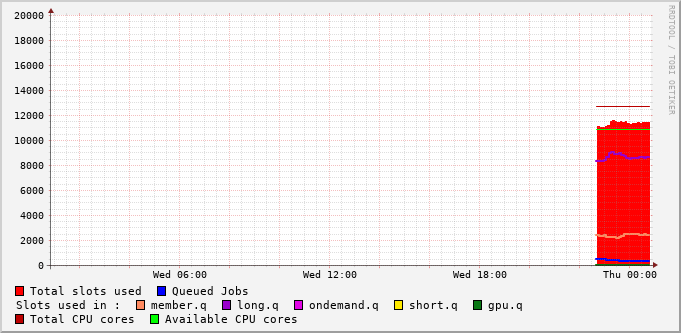 RRDTOOL / TOBI OETIKER
20000
18000
16000
14000
12000
10000
8000
6000
4000
2000
0
Wed 06:00 Wed 12:00 Wed 18:00 Thu 00:00
Total slots used Queued Jobs
Slots used in : member.q long.q ondemand.q short.q gpu.q
Total CPU cores Available CPU cores